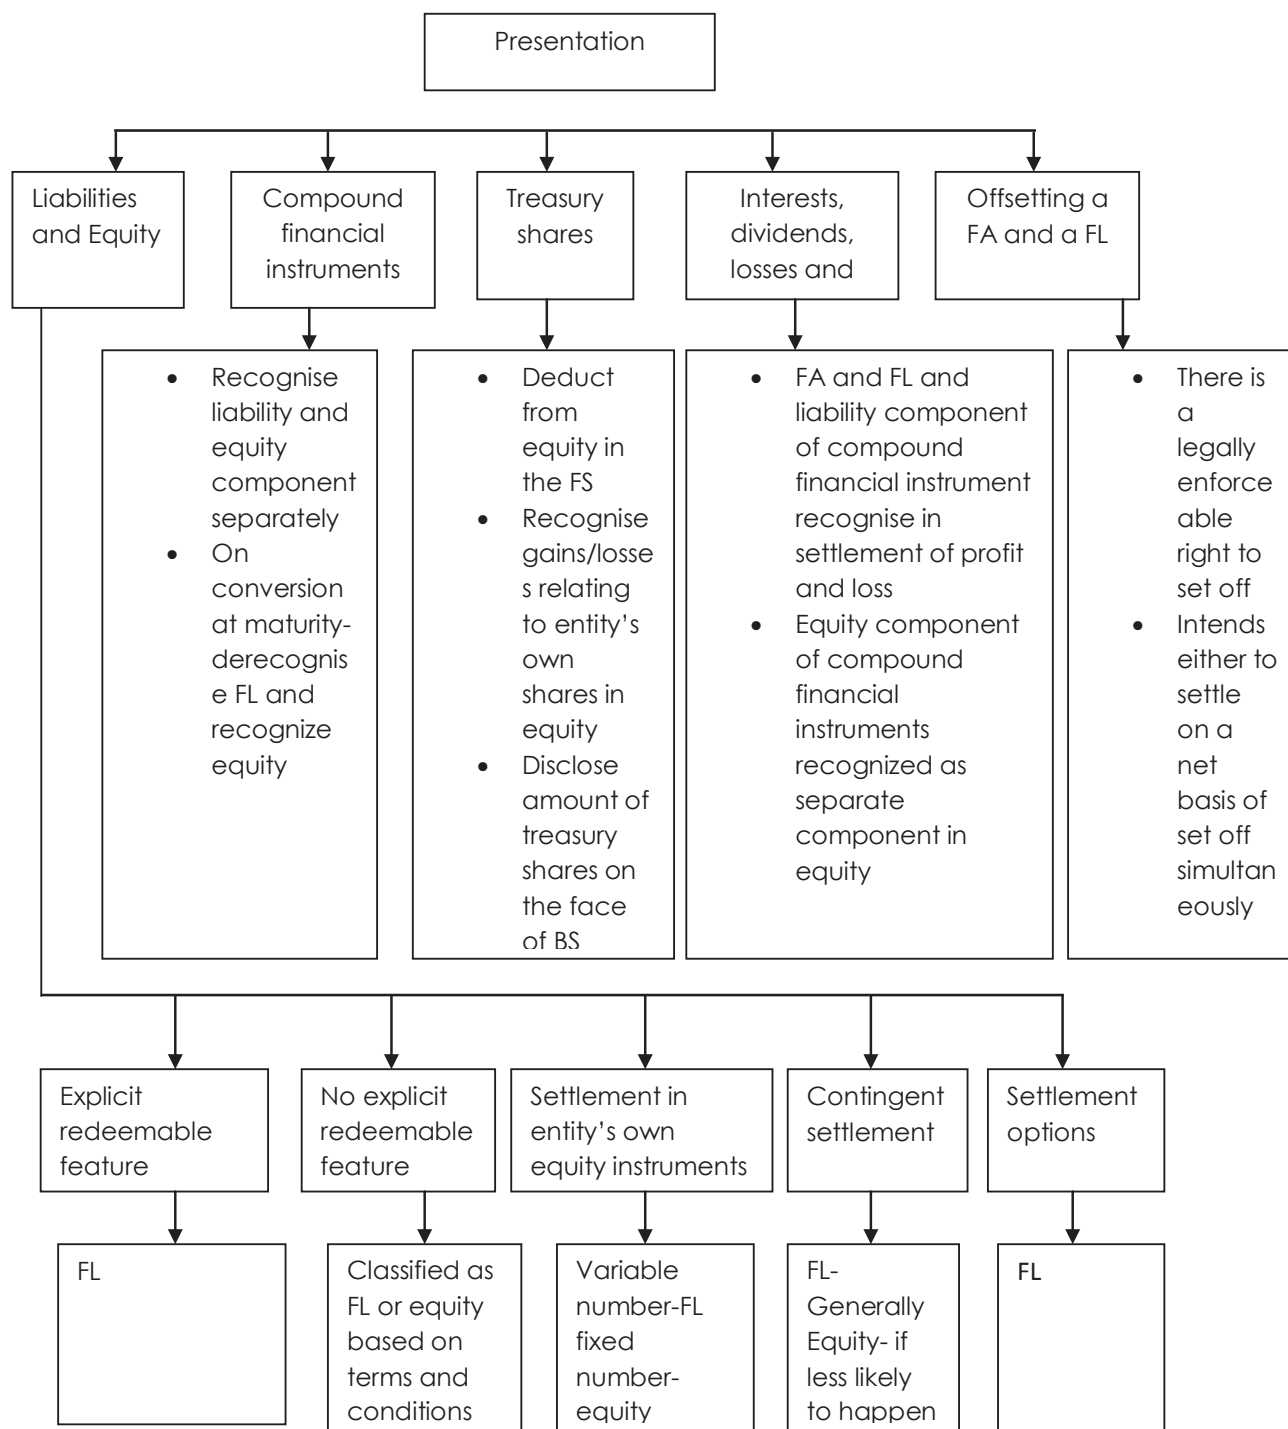 Presentation
Liabilities
and Equity
Compound
financial
instruments
Treasury
shares
Interests,
dividends,
losses and
Offsetting a
FA and a FL
• Recognise
liability and
equity
component
separately
• On
conversion
at maturity-
derecognis
e FL and
recognize
equity
• Deduct
from
equity in
the FS
• Recognise
gains/losse
s relating
to entity’s
own
shares in
equity
• Disclose
amount of
treasury
shares on
the face
of BS
• FA and FL and
liability component
of compound
financial instrument
recognise in
settlement of profit
and loss
• Equity component
of compound
financial
instruments
recognized as
separate
component in
equity
• There is
a
legally
enforce
able
right to
set off
• Intends
either to
settle
on a
net
basis of
set off
simultan
eously
Explicit
redeemable
feature
No explicit
redeemable
feature
Settlement in
entity’s own
equity instruments
Contingent
settlement
Settlement
options
FL
Classified as
FL or equity
based on
terms and
conditions
Variable
number-FL
fixed
number-
equity
FL-
Generally
Equity- if
less likely
to happen
FL